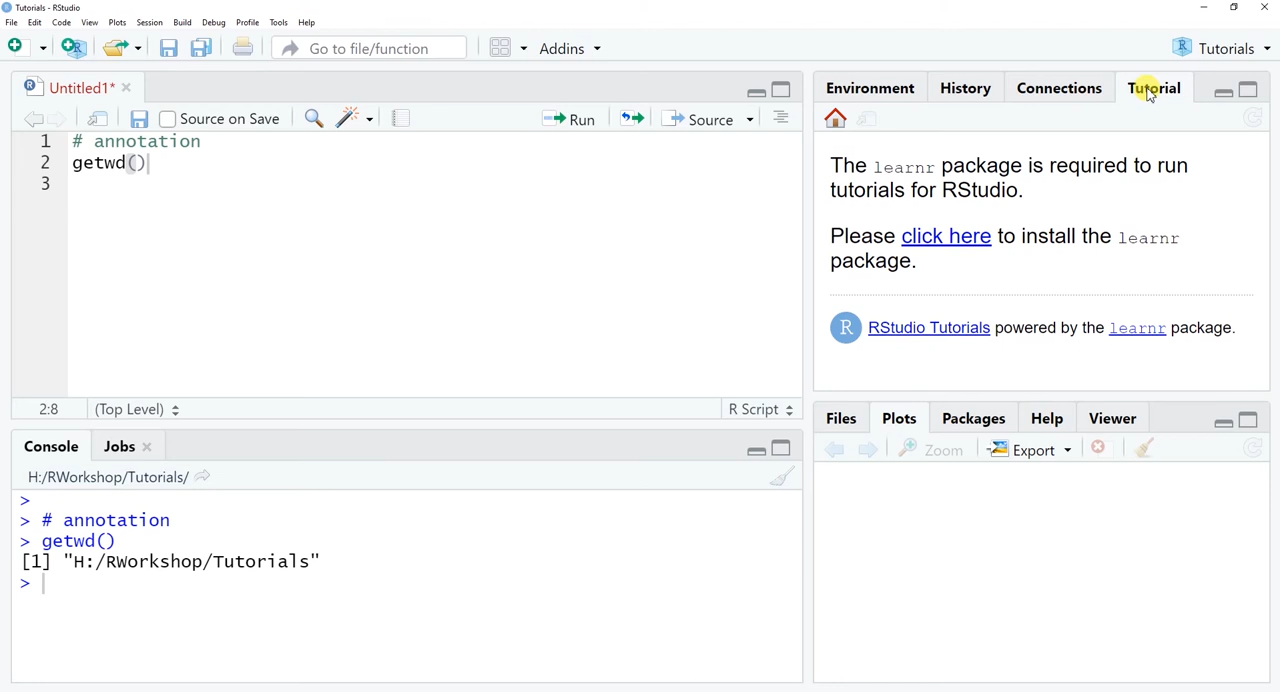 Tutorials - RStudio
File Edit Code View Plots Session Build Debug Profile Tools Help
Go to file/function Addins Tutorials
Untitled1*
Source on Save Run Source
1 # annotation
2 getwd()
3
2:8 (Top Level) R Script
Console Jobs
H:/RWorkshop/Tutorials/
>
> # annotation
> getwd()
[1] "H:/RWorkshop/Tutorials"
>
Environment History Connections Tutorial
The learnr package is required to run
tutorials for RStudio.
Please click here to install the learnr
package.
R RStudio Tutorials powered by the learnr package.
Files Plots Packages Help Viewer
Zoom Export